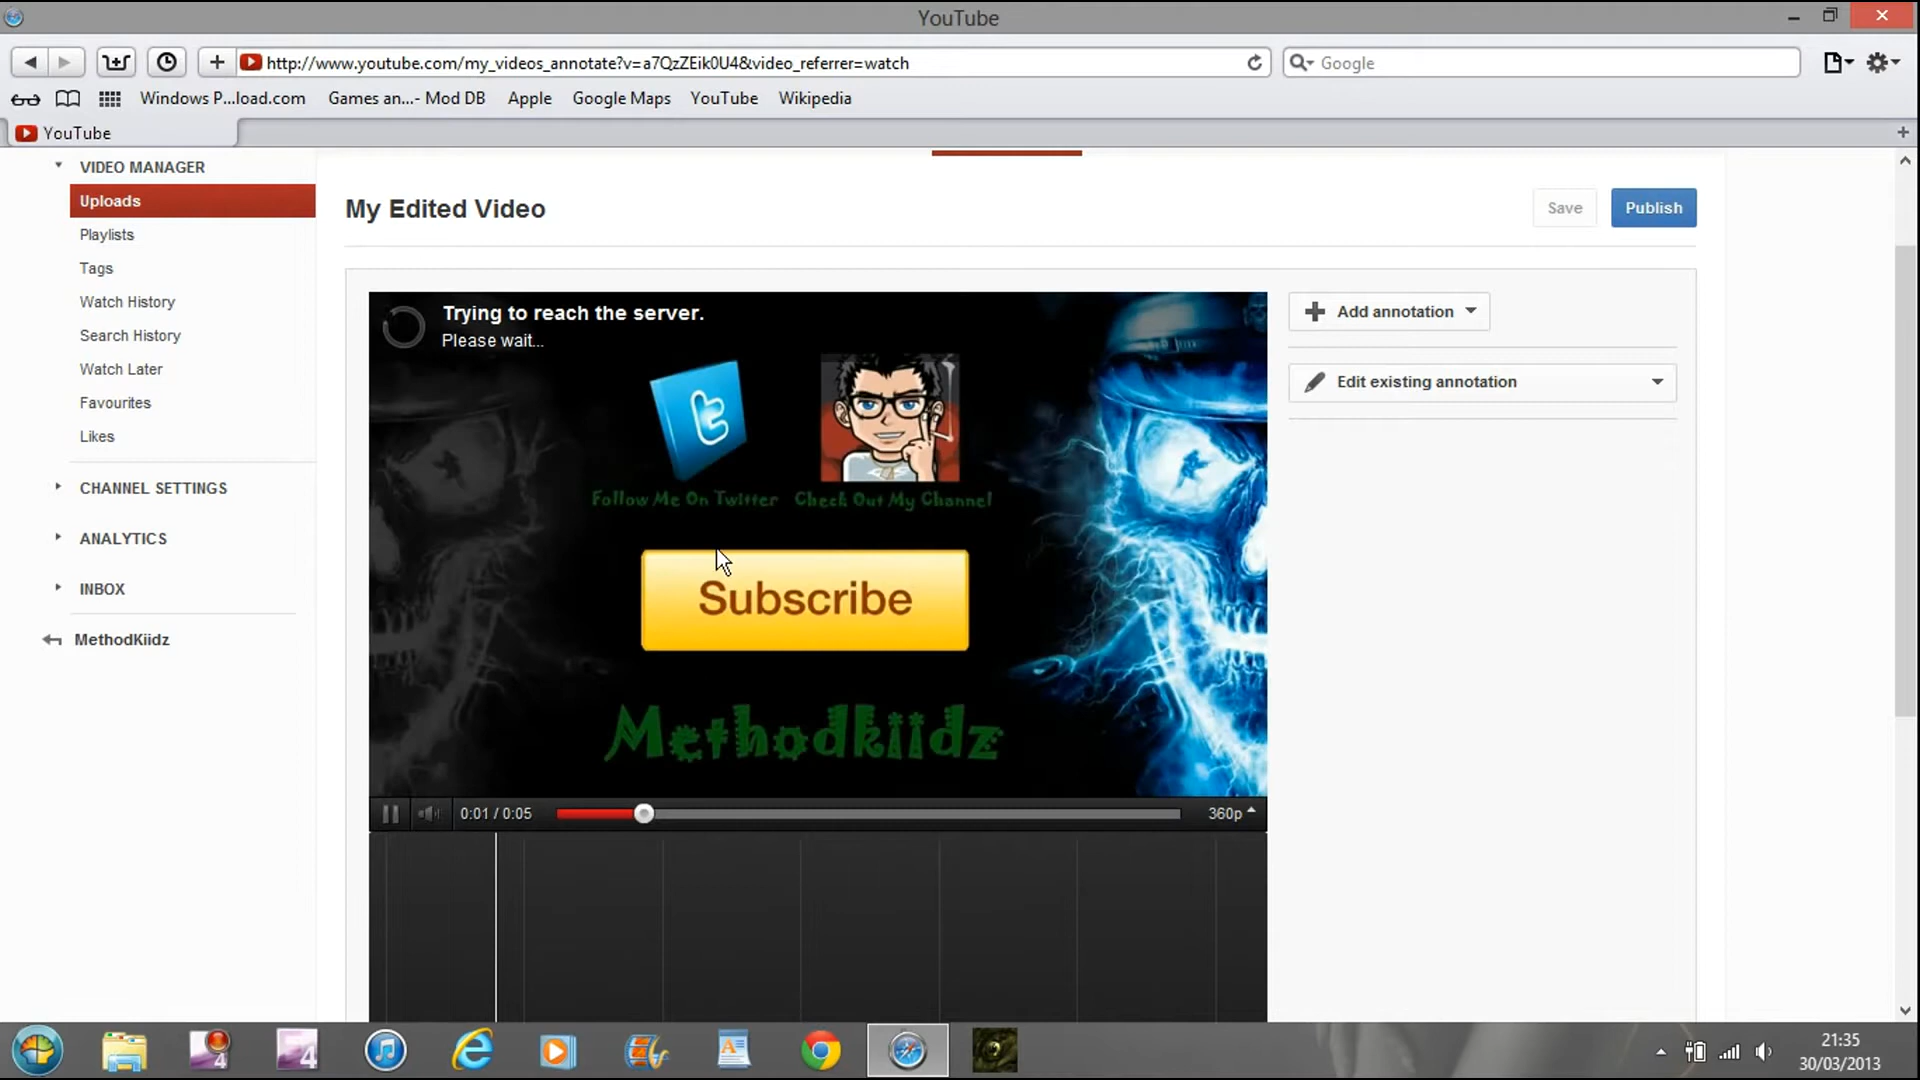 YouTube
http://www.youtube.com/my_videos_annotate?v=a7QzZEik0U4&video_referrer=watch
Google
Windows P...load.com Games an...- Mod DB Apple Google Maps YouTube Wikipedia
YouTube
VIDEO MANAGER
Uploads
Playlists
Tags
Watch History
Search History
Watch Later
Favourites
Likes
CHANNEL SETTINGS
ANALYTICS
INBOX
MethodKiidz
My Edited Video
Save
Publish
Trying to reach the server.
Please wait...
Follow Me On Twitter Check Out My Channel
Subscribe
Methodkiidz
0:01 / 0:05
360p
Add annotation
Edit existing annotation
4
4
21:35
30/03/2013